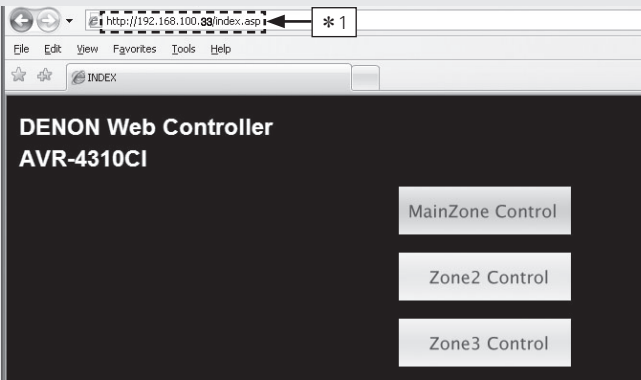 http://192.168.100.33/index.asp
*1
File Edit View Favorites Tools Help
INDEX
DENON Web Controller
AVR-4310CI
MainZone Control
Zone2 Control
Zone3 Control